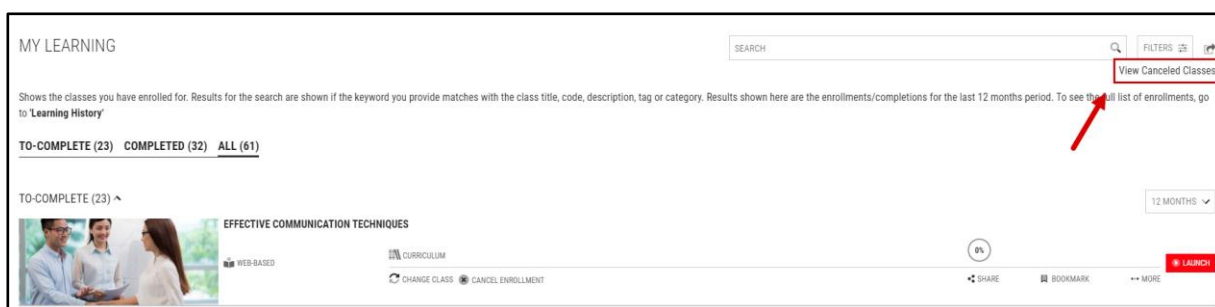 MY LEARNING
SEARCH
FILTERS
View Canceled Classes
Shows the classes you have enrolled for. Results for the search are shown if the keyword you provide matches with the class title, code, description, tag or category. Results shown here are the enrollments/completions for the last 12 months period. To see the full list of enrollments, go
to 'Learning History'
TO-COMPLETE (23) COMPLETED (32) ALL (61)
TO-COMPLETE (23)
12 MONTHS
EFFECTIVE COMMUNICATION TECHNIQUES
WEB-BASED
CURRICULUM
0%
LAUNCH
CHANGE CLASS CANCEL ENROLLMENT
SHARE BOOKMARK MORE